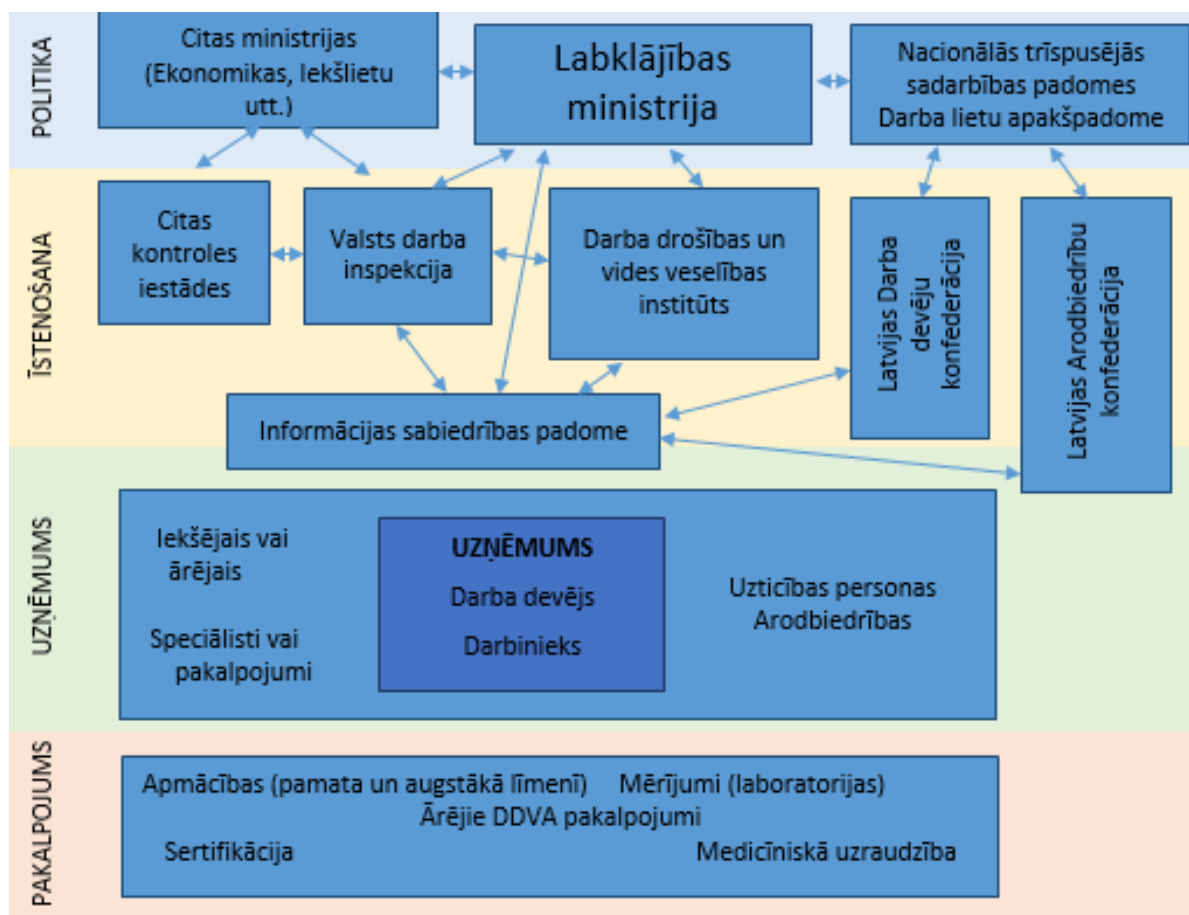 POLITIKA
Citas ministrijas
(Ekonomikas, Iekšlietu
utt.)
Labklājības
ministrija
Nacionālās trīspusējās
sadarbības padomes
Darba lietu apakšpadome
ĪSTENOŠANA
Citas
kontroles
iestādes
Valsts darba
inspekcija
Darba drošības un
vides veselības
institūts
Latvijas Darba
devēju
konfederācija
Latvijas Arodbiedrību
konfederācija
Informācijas sabiedrības padome
UZŅĒMUMS
Iekšējais vai
ārējais
Speciālisti vai
pakalpojumi
UZŅĒMUMS
Darba devējs
Darbinieks
Uzticības personas
Arodbiedrības
PAKALPOJUMS
Apmācības (pamata un augstākā līmenī) Mērījumi (laboratorijas)
Ārējie DDVA pakalpojumi
Sertifikācija Medicīniskā uzraudzība